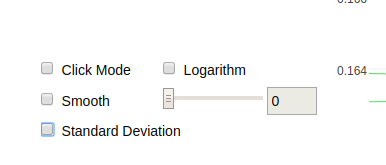 Click Mode Logarithm 0.164
Smooth 0
Standard Deviation